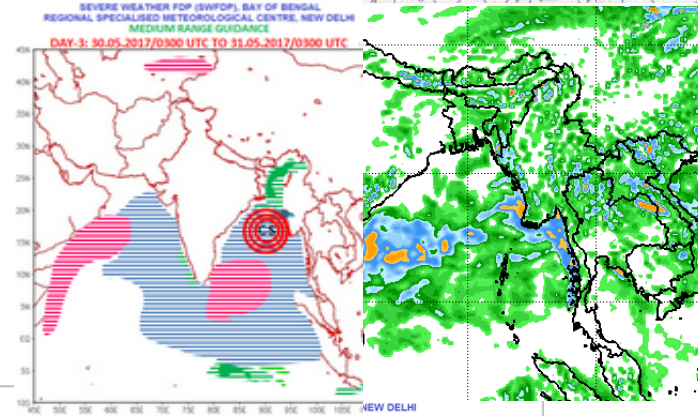 SEVERE WEATHER FDP (SWFDP), BAY OF BENGAL
REGIONAL SPECIALISED METEOROLOGICAL CENTRE, NEW DELHI
MEDIUM RANGE GUIDANCE
DAY-3: 30.05.2017/0300 UTC TO 31.05.2017/0300 UTC
45N
40N
35N
30N
25N
20N
15N
10N
5N
EQ
5S
10S
CS
45E 50E 55E 60E 65E 70E 75E 80E 85E 90E 95E 100E 105E
NEW DELHI